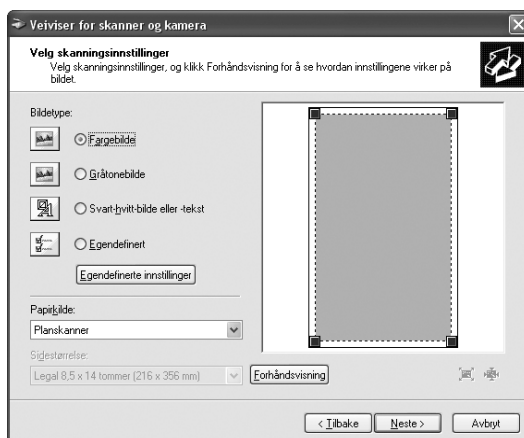 Veiviser for skanner og kamera
Velg skanningsinnstillinger
Velg skanningsinnstillinger, og klikk Forhåndsvisning for å se hvordan innstillingene virker på
bildet.
Bildetype:
Fargebilde
Gråtonebilde
Svart-hvitt-bilde eller -tekst
Egendefinert
Egendefinerte innstillinger
Papirkilde:
Planskanner
Sidestørrelse:
Legal 8,5 x 14 tommer (216 x 356 mm)
Forhåndsvisning
< Tilbake
Neste >
Avbryt